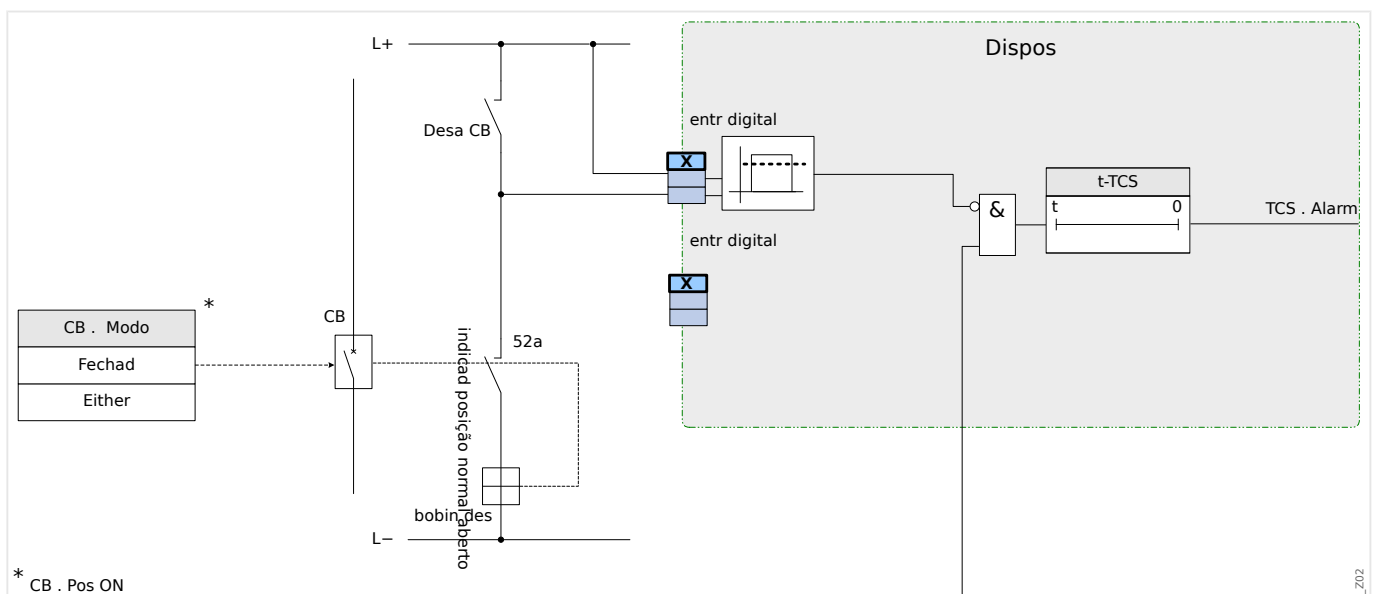 L+
Dispos
entr digital
Desa CB
X
t-TCS
&
t 0
TCS . Alarm
entr digital
X
*
CB
CB . Modo
52a
Fechad
Either
indicad posição normal aberto
bobin des
L−
* CB . Pos ON
_Z02